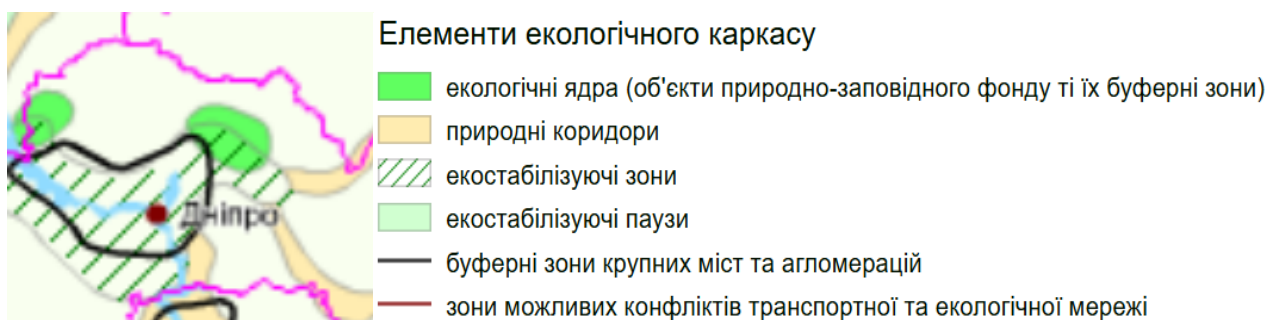 Елементи екологічного каркасу
екологічні ядра (об'єкти природно-заповідного фонду ті їх буферні зони)
природні коридори
екостабілізуючі зони
екостабілізуючі паузи
буферні зони крупних міст та агломерацій
зони можливих конфліктів транспортної та екологічної мережі
Дніпро